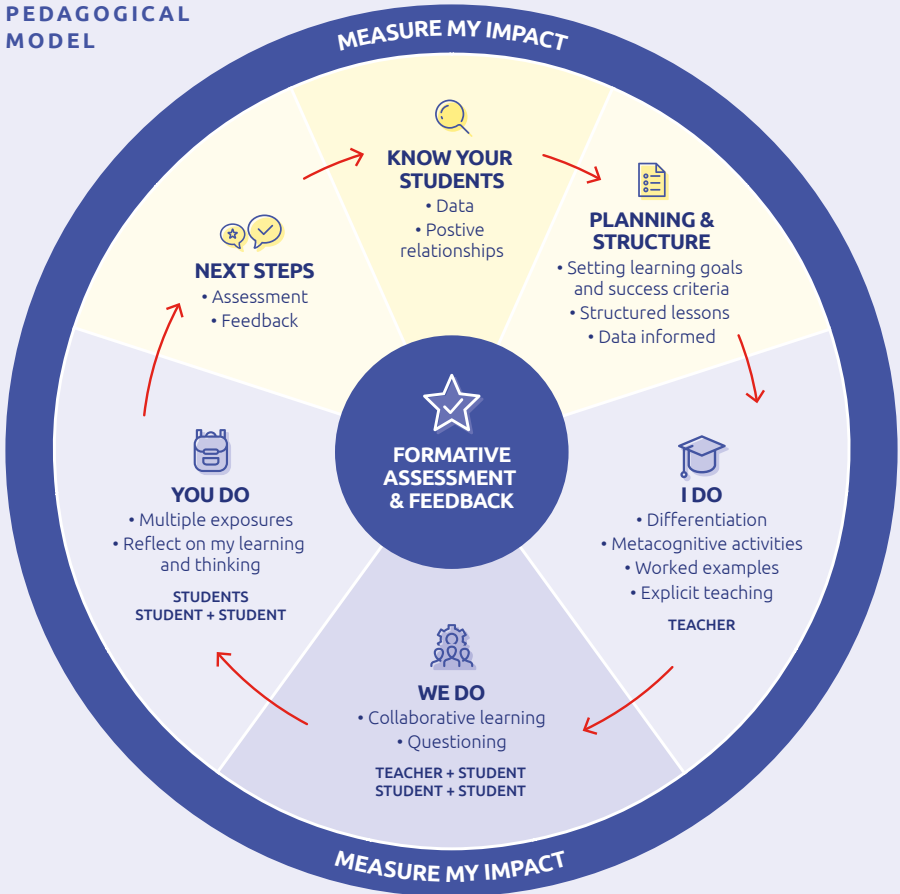 PEDAGOGICAL
MODEL
MEASURE MY IMPACT
KNOW YOUR
STUDENTS
• Data
• Postive
relationships
PLANNING &
STRUCTURE
• Setting learning goals
and success criteria
• Structured lessons
• Data informed
I DO
• Differentiation
• Metacognitive activities
• Worked examples
• Explicit teaching
TEACHER
WE DO
• Collaborative learning
• Questioning
TEACHER + STUDENT
STUDENT + STUDENT
YOU DO
• Multiple exposures
• Reflect on my learning
and thinking
STUDENTS
STUDENT + STUDENT
NEXT STEPS
• Assessment
• Feedback
FORMATIVE
ASSESSMENT
& FEEDBACK
MEASURE MY IMPACT